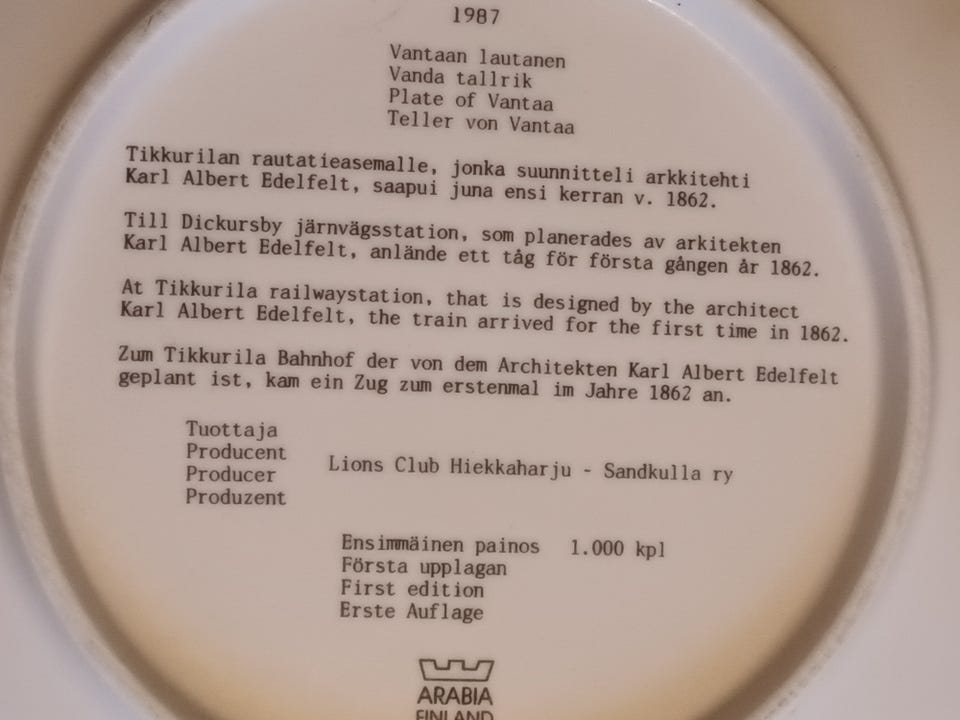 1987
Vantaan lautanen
Vanda tallrik
Plate of Vantaa
Teller von Vantaa
Tikkurilan rautatieasemalle, jonka suunnitteli arkkitehti
Karl Albert Edelfelt, saapui juna ensi kerran v. 1862.
Till Dickursby järnvägsstation, som planerades av arkitekten
Karl Albert Edelfelt, anlände ett tåg för första gången år 1862.
At Tikkurila railwaystation, that is designed by the architect
Karl Albert Edelfelt, the train arrived for the first time in 1862.
Zum Tikkurila Bahnhof der von dem Architekten Karl Albert Edelfelt
geplant ist, kam ein Zug zum erstenmal im Jahre 1862 an.
Tuottaja
Producent
Producer
Produzent
Lions Club Hiekkaharju - Sandkulla ry
Ensimmäinen painos 1.000 kpl
Första upplagan
First edition
Erste Auflage
ARABIA
FINLAND